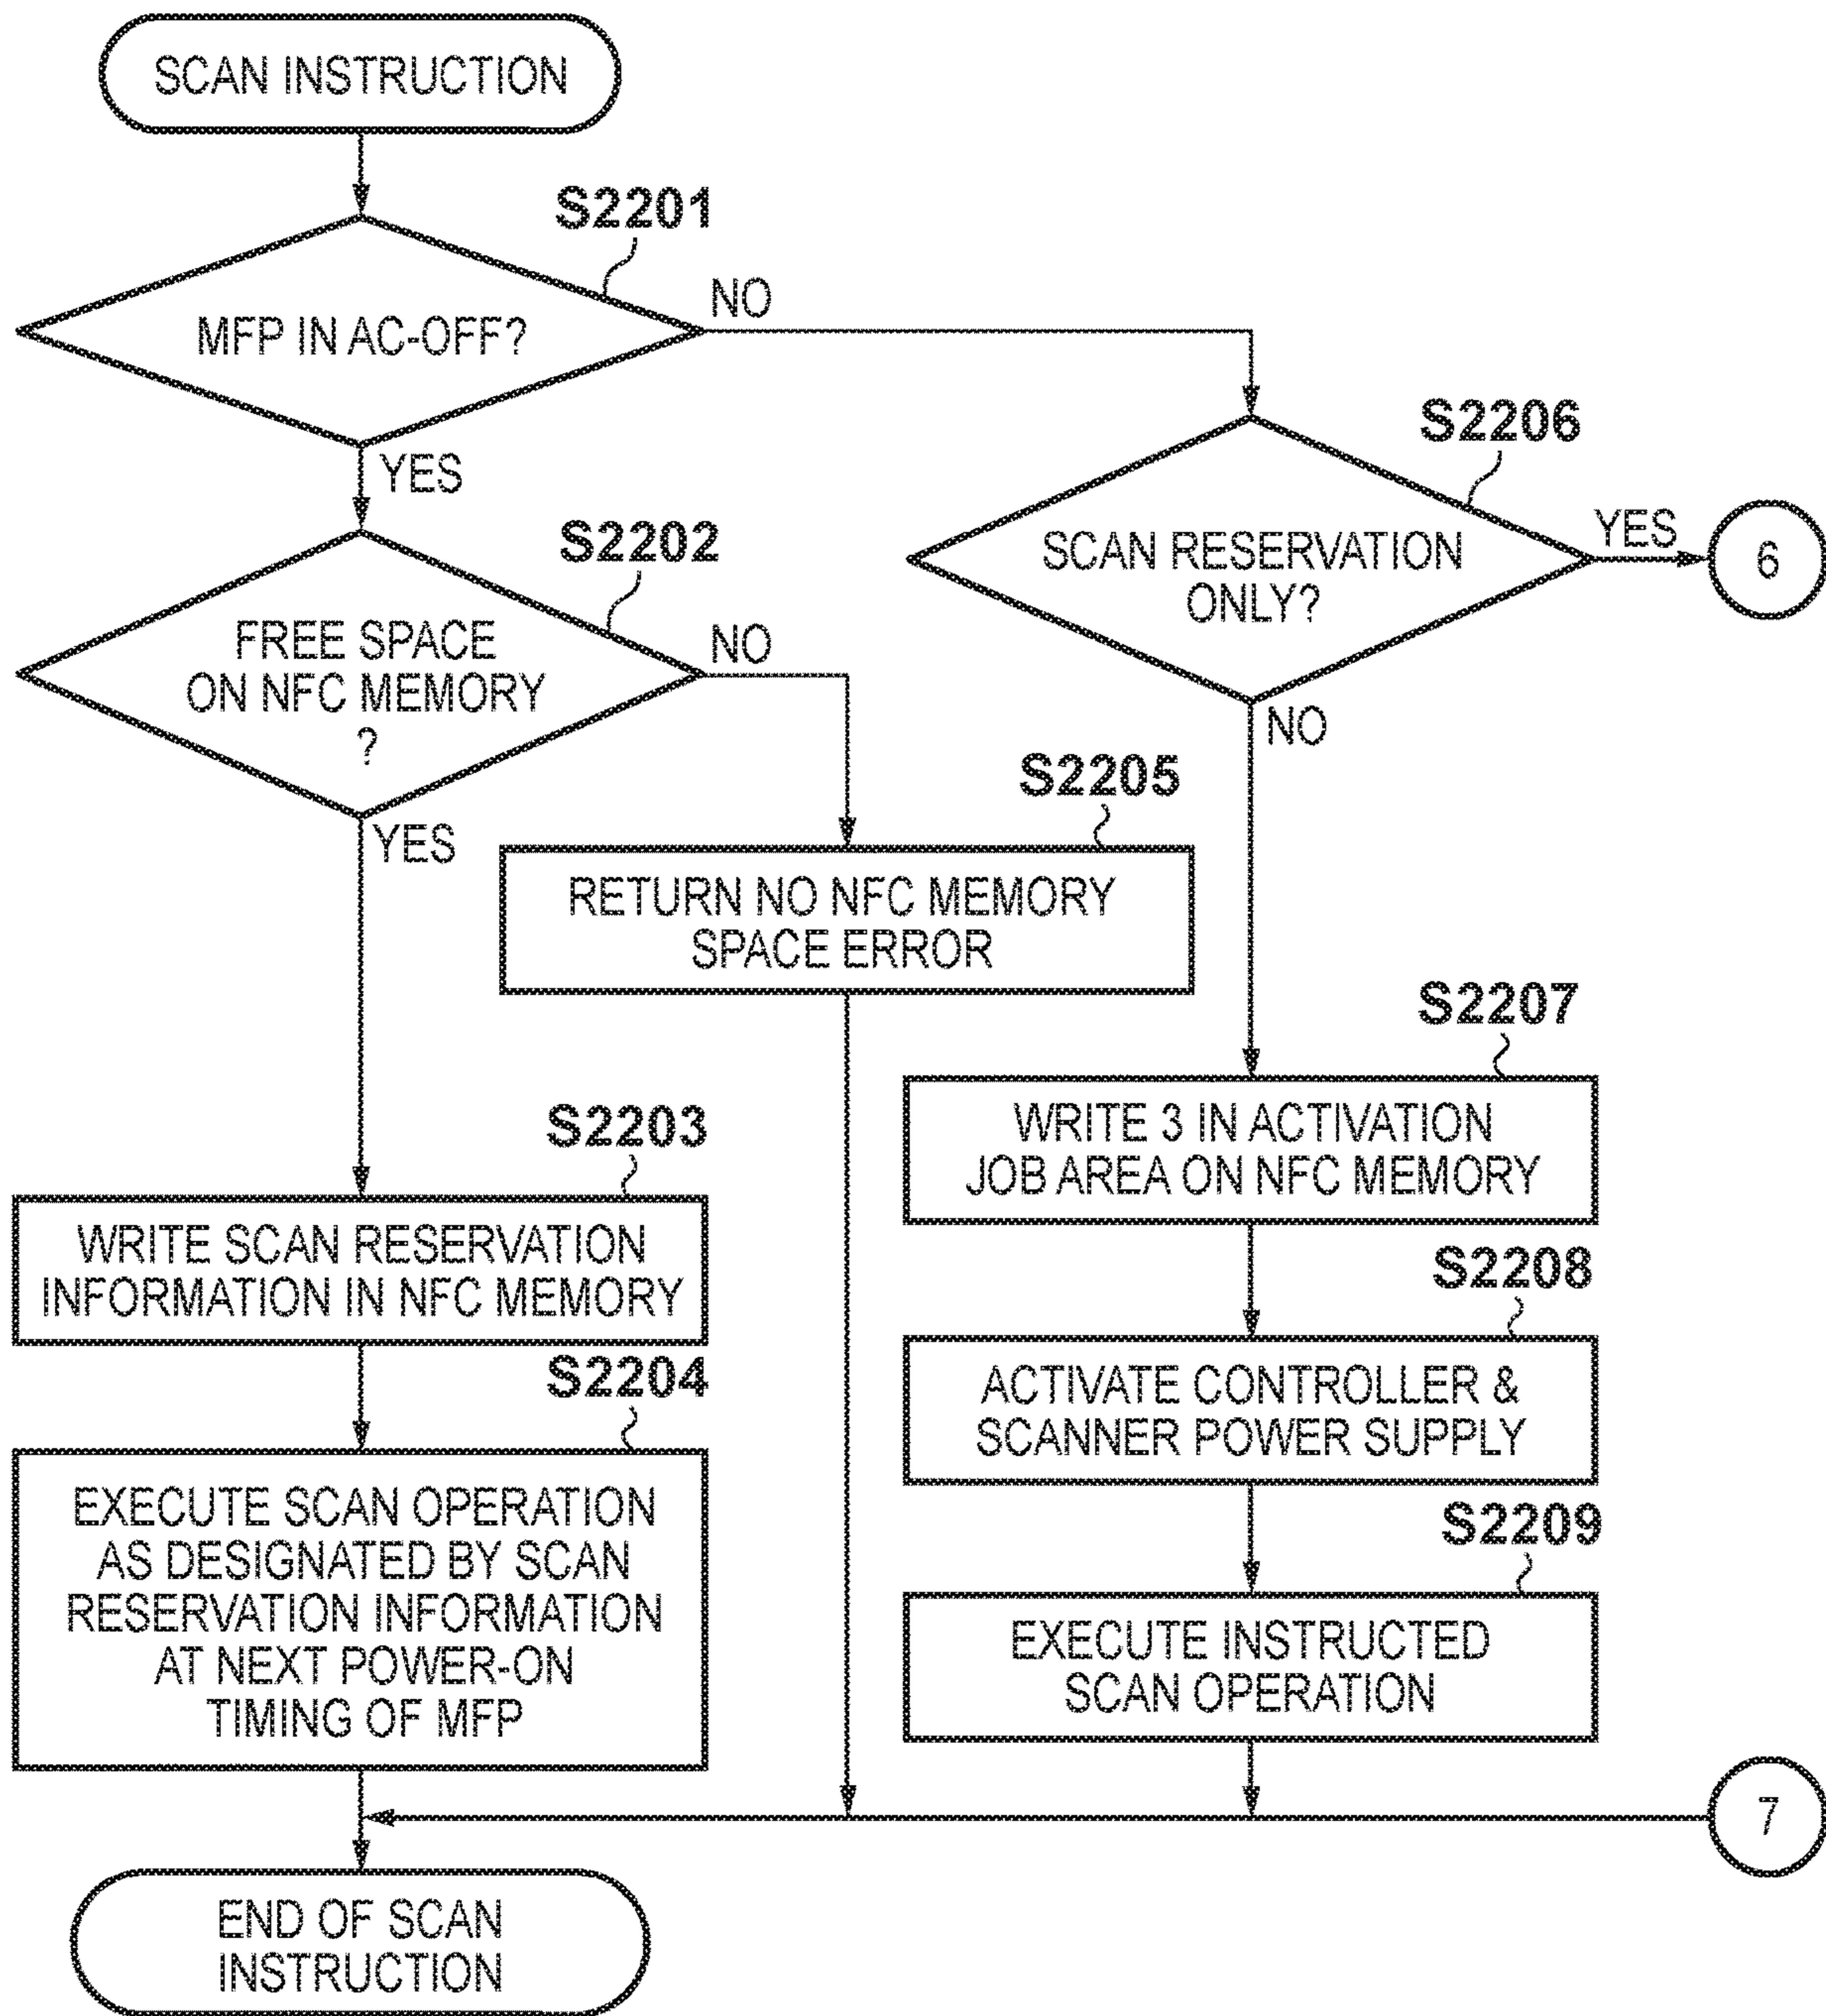 SCAN INSTRUCTION
S2201
MFP IN AC-OFF?
NO
YES
S2206
SCAN RESERVATION
ONLY?
YES
6
NO
S2202
FREE SPACE
ON NFC MEMORY
?
NO
YES
S2205
RETURN NO NFC MEMORY
SPACE ERROR
S2207
WRITE 3 IN ACTIVATION
JOB AREA ON NFC MEMORY
S2203
WRITE SCAN RESERVATION
INFORMATION IN NFC MEMORY
S2208
ACTIVATE CONTROLLER &
SCANNER POWER SUPPLY
S2204
EXECUTE SCAN OPERATION
AS DESIGNATED BY SCAN
RESERVATION INFORMATION
AT NEXT POWER-ON
TIMING OF MFP
S2209
EXECUTE INSTRUCTED
SCAN OPERATION
7
END OF SCAN
INSTRUCTION